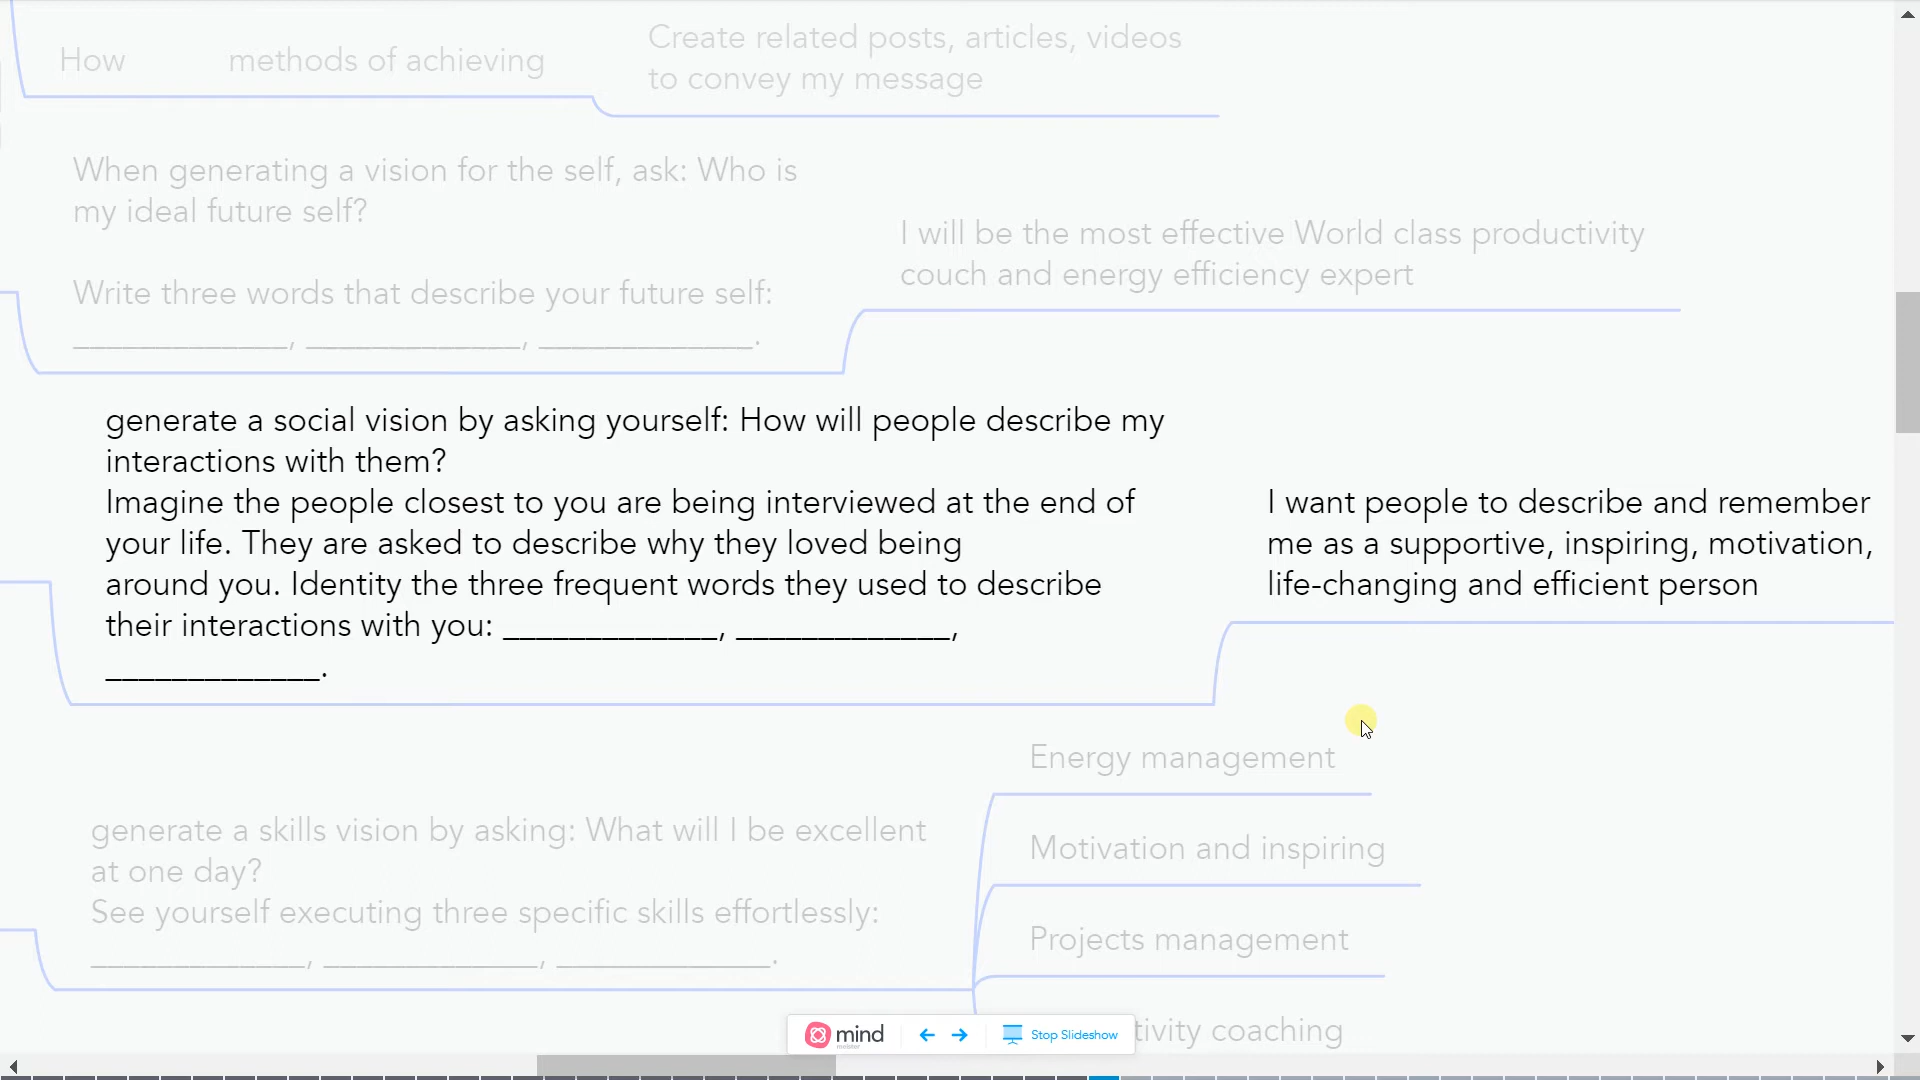 How methods of achieving
Create related posts, articles, videos
to convey my message
When generating a vision for the self, ask: Who is
my ideal future self?
Write three words that describe your future self:
_____________, _____________, _____________.
I will be the most effective World class productivity
couch and energy efficiency expert
generate a social vision by asking yourself: How will people describe my
interactions with them?
Imagine the people closest to you are being interviewed at the end of
your life. They are asked to describe why they loved being
around you. Identity the three frequent words they used to describe
their interactions with you: _____________, _____________,
_____________.
I want people to describe and remember
me as a supportive, inspiring, motivation,
life-changing and efficient person
generate a skills vision by asking: What will I be excellent
at one day?
See yourself executing three specific skills effortlessly:
_____________, _____________, _____________.
Energy management
Motivation and inspiring
Projects management
tivity coaching
mind
meister
Stop Slideshow